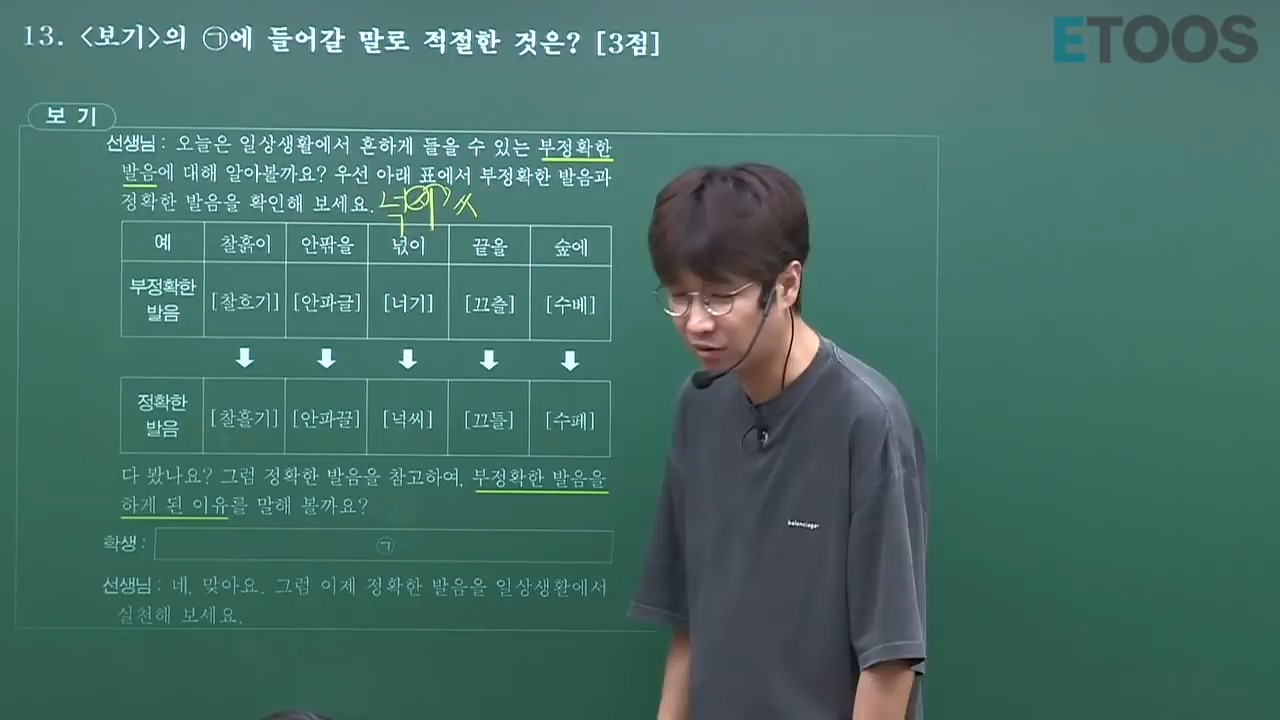 13. <보기>의 ㉠에 들어갈 말로 적절한 것은? [3점]
ETOOS
보 기
선생님 : 오늘은 일상생활에서 흔하게 들을 수 있는 부정확한
발음에 대해 알아볼까요? 우선 아래 표에서 부정확한 발음과
정확한 발음을 확인해 보세요.
예 찰흙이 안팎을 넋이 끝을 숲에
부정확한 발음 [찰흐기] [안파글] [너기] [끄츨] [수베]
정확한 발음 [찰흘기] [안파끌] [넉씨] [끄틀] [수페]
다 봤나요? 그럼 정확한 발음을 참고하여, 부정확한 발음을
하게 된 이유를 말해 볼까요?
학생 : ㉠
선생님 : 네, 맞아요. 그럼 이제 정확한 발음을 일상생활에서
실천해 보세요.
balenciaga